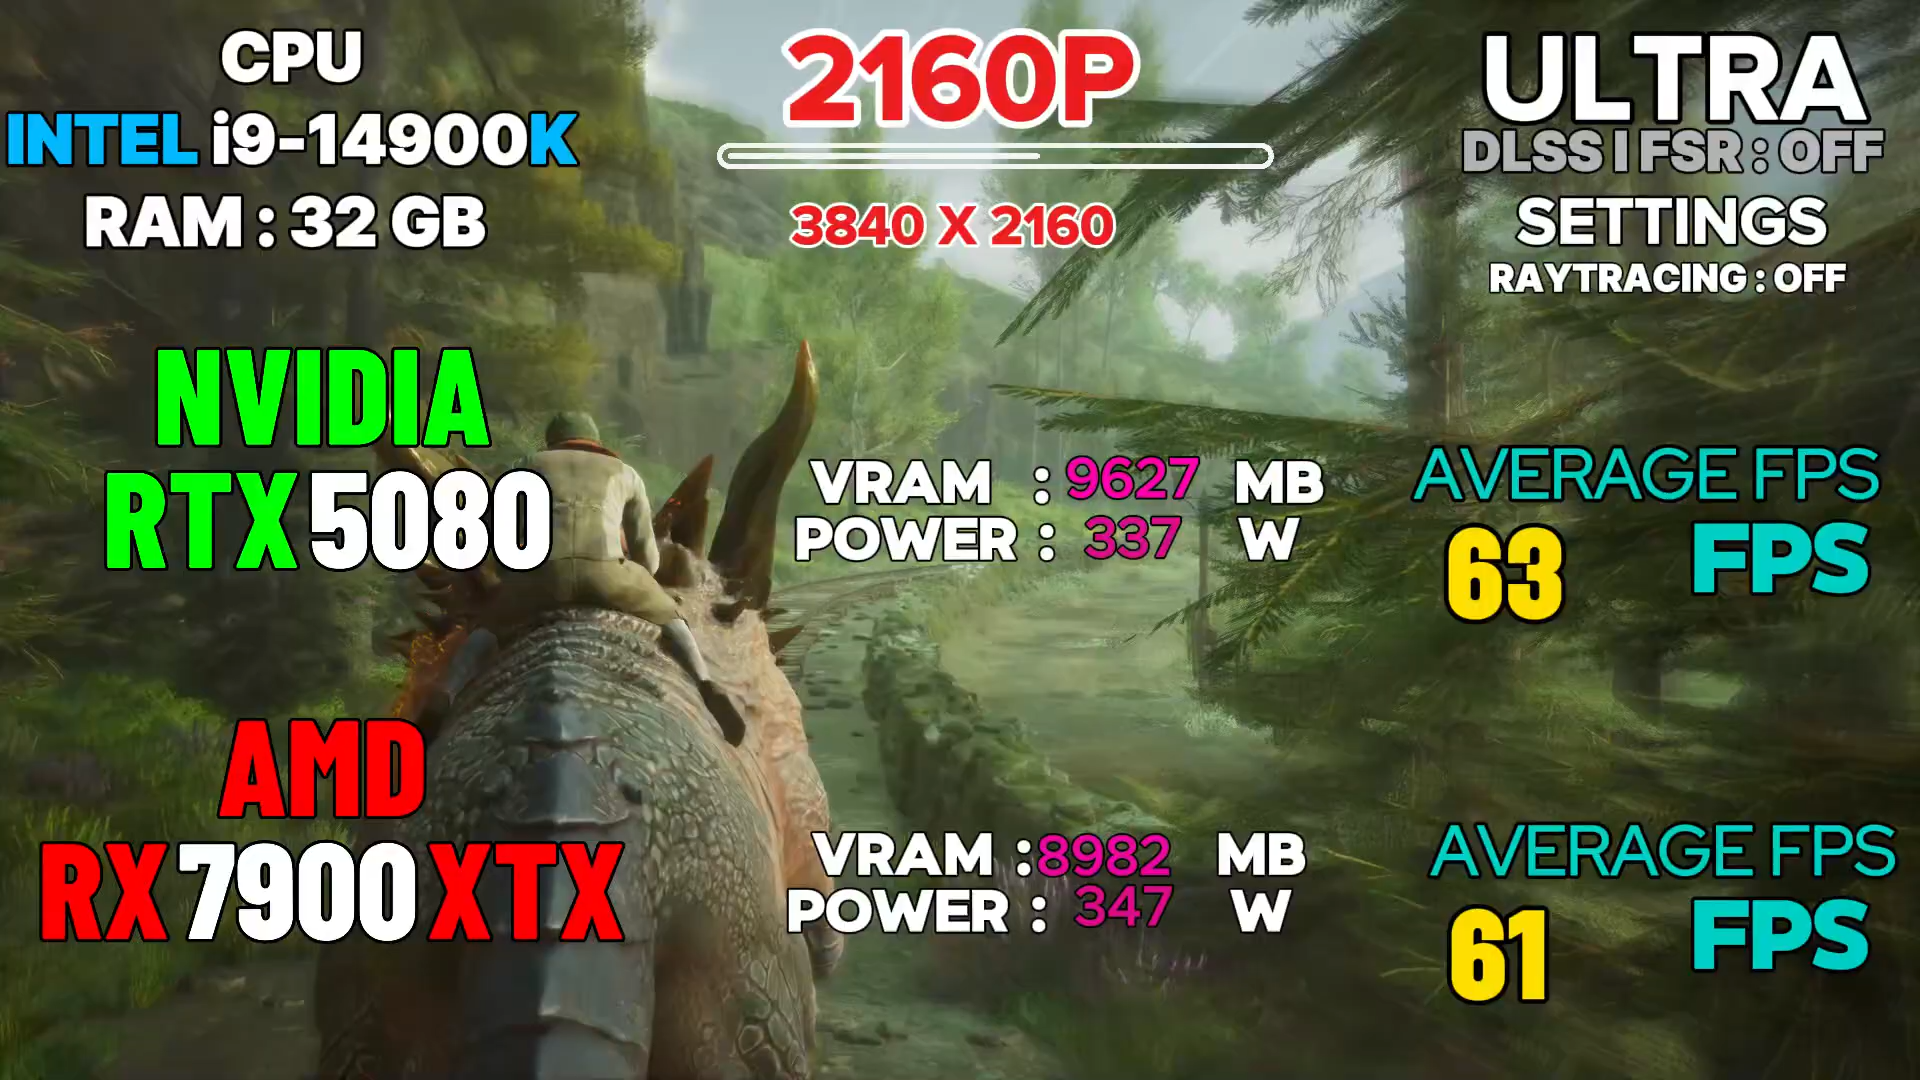 CPU
INTEL i9-14900K
RAM : 32 GB
2160P
3840 X 2160
ULTRA
DLSS | FSR : OFF
SETTINGS
RAYTRACING : OFF
NVIDIA
RTX 5080
VRAM : 9627 MB
POWER : 337 W
AVERAGE FPS
63 FPS
AMD
RX 7900 XTX
VRAM : 8982 MB
POWER : 347 W
AVERAGE FPS
61 FPS